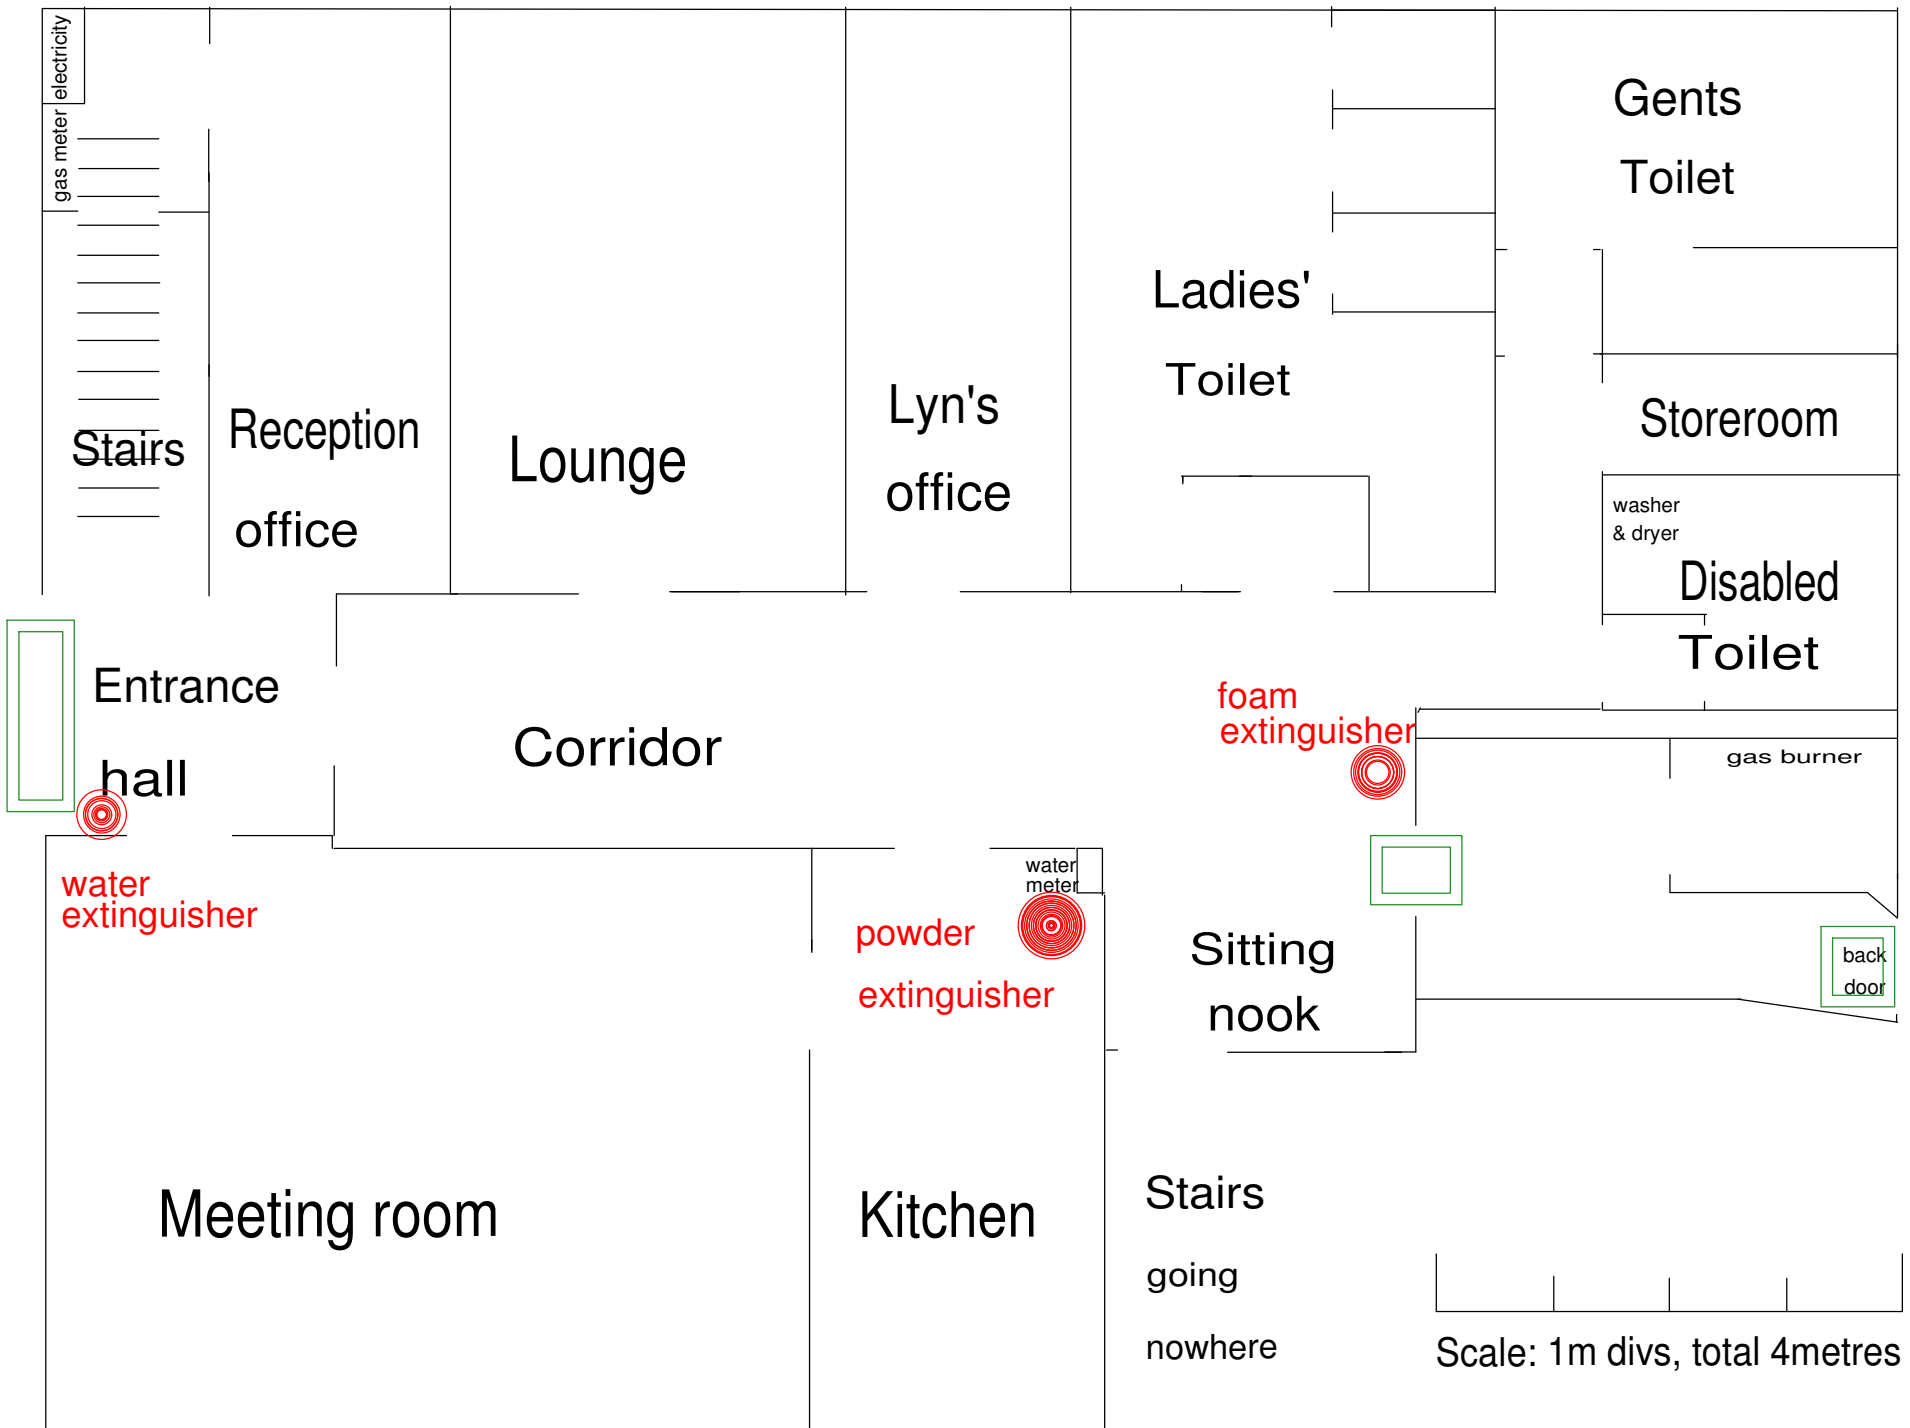 electricity
gas meter
Gents
Toilet
Ladies'
Toilet
Lyn's
office
Reception
office
Lounge
Stairs
Storeroom
washer
& dryer
Disabled
Toilet
Entrance
hall
Corridor
foam
extinguisher
gas burner
water
extinguisher
water
meter
powder
extinguisher
Sitting
nook
back
door
Meeting room
Kitchen
Stairs
going
nowhere
Scale: 1m divs, total 4metres